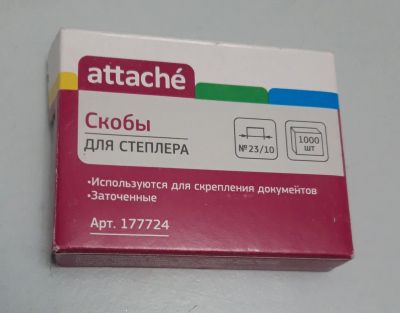 attaché
Скобы
ДЛЯ СТЕПЛЕРА
№23/10
1000
шт
•Используются для скрепления документов
•Заточенные
Арт. 177724